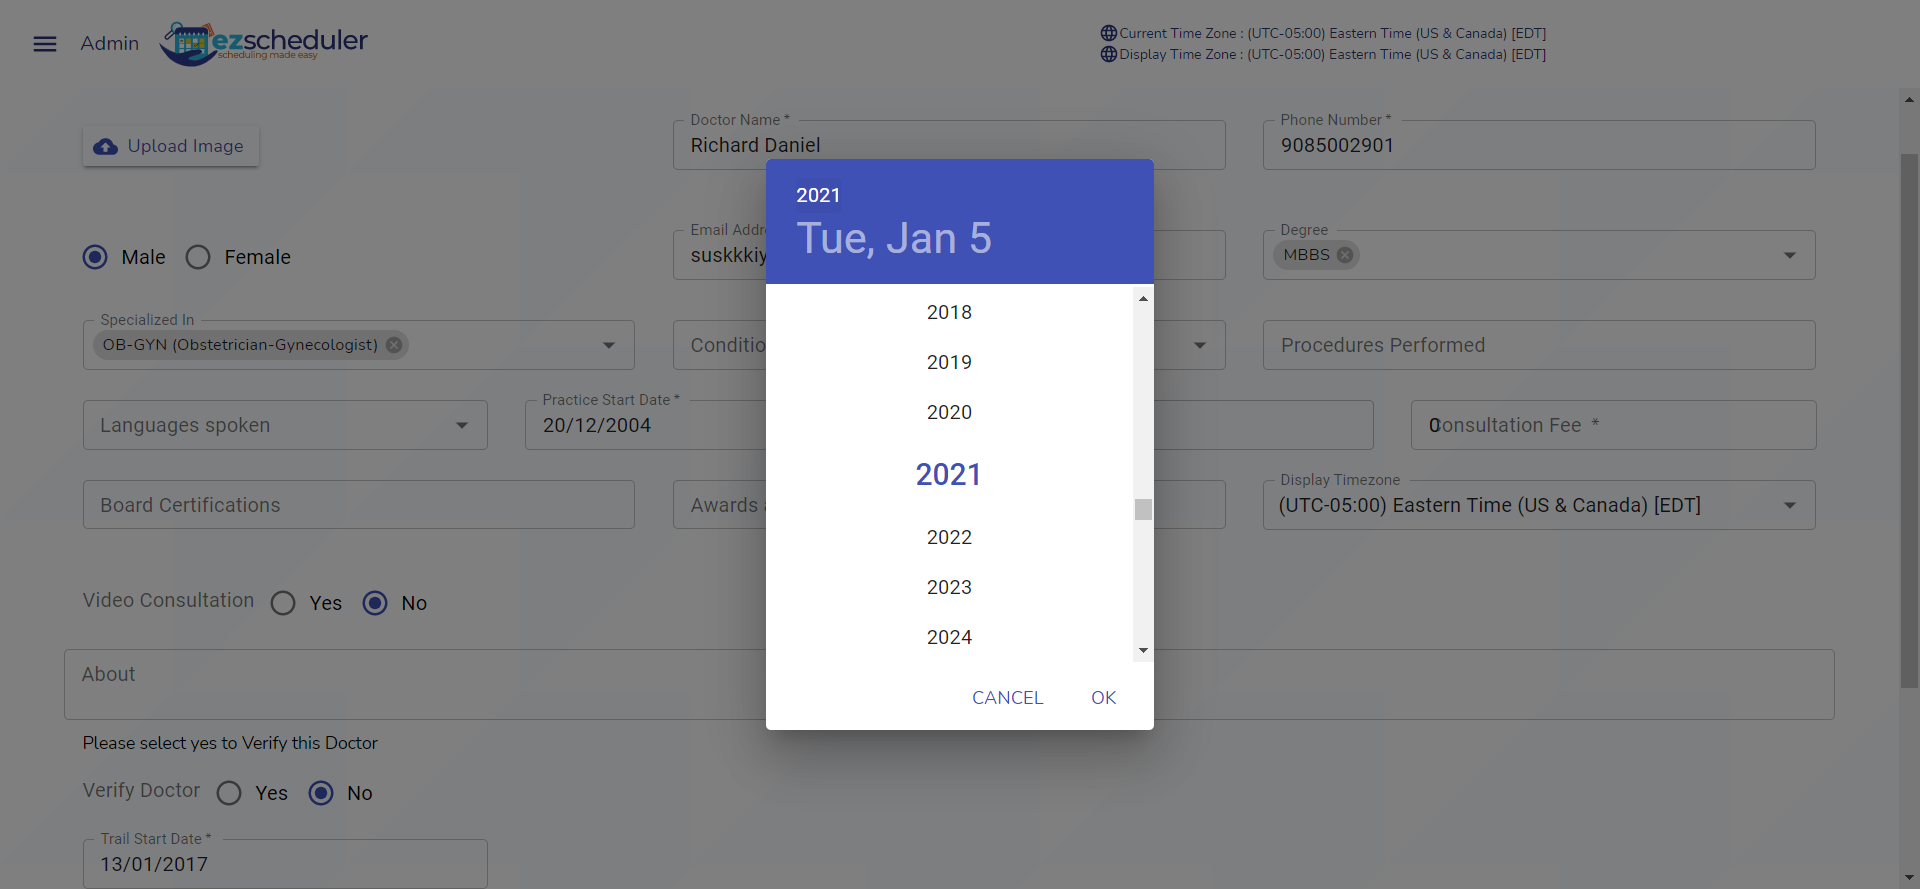 Admin
ezscheduler
scheduling made easy
Current Time Zone : (UTC-05:00) Eastern Time (US & Canada) [EDT]
Display Time Zone : (UTC-05:00) Eastern Time (US & Canada) [EDT]
Upload Image
Doctor Name *
Richard Daniel
Phone Number *
9085002901
Male
Female
Email Addre
suskkkiy
Degree
MBBS
Specialized In
OB-GYN (Obstetrician-Gynecologist)
Conditio
Procedures Performed
Languages spoken
Practice Start Date *
20/12/2004
0
Consultation Fee *
Board Certifications
Awards
Display Timezone
(UTC-05:00) Eastern Time (US & Canada) [EDT]
Video Consultation
Yes
No
About
Please select yes to Verify this Doctor
Verify Doctor
Yes
No
Trail Start Date *
13/01/2017
2021
Tue, Jan 5
2018
2019
2020
2021
2022
2023
2024
CANCEL
OK